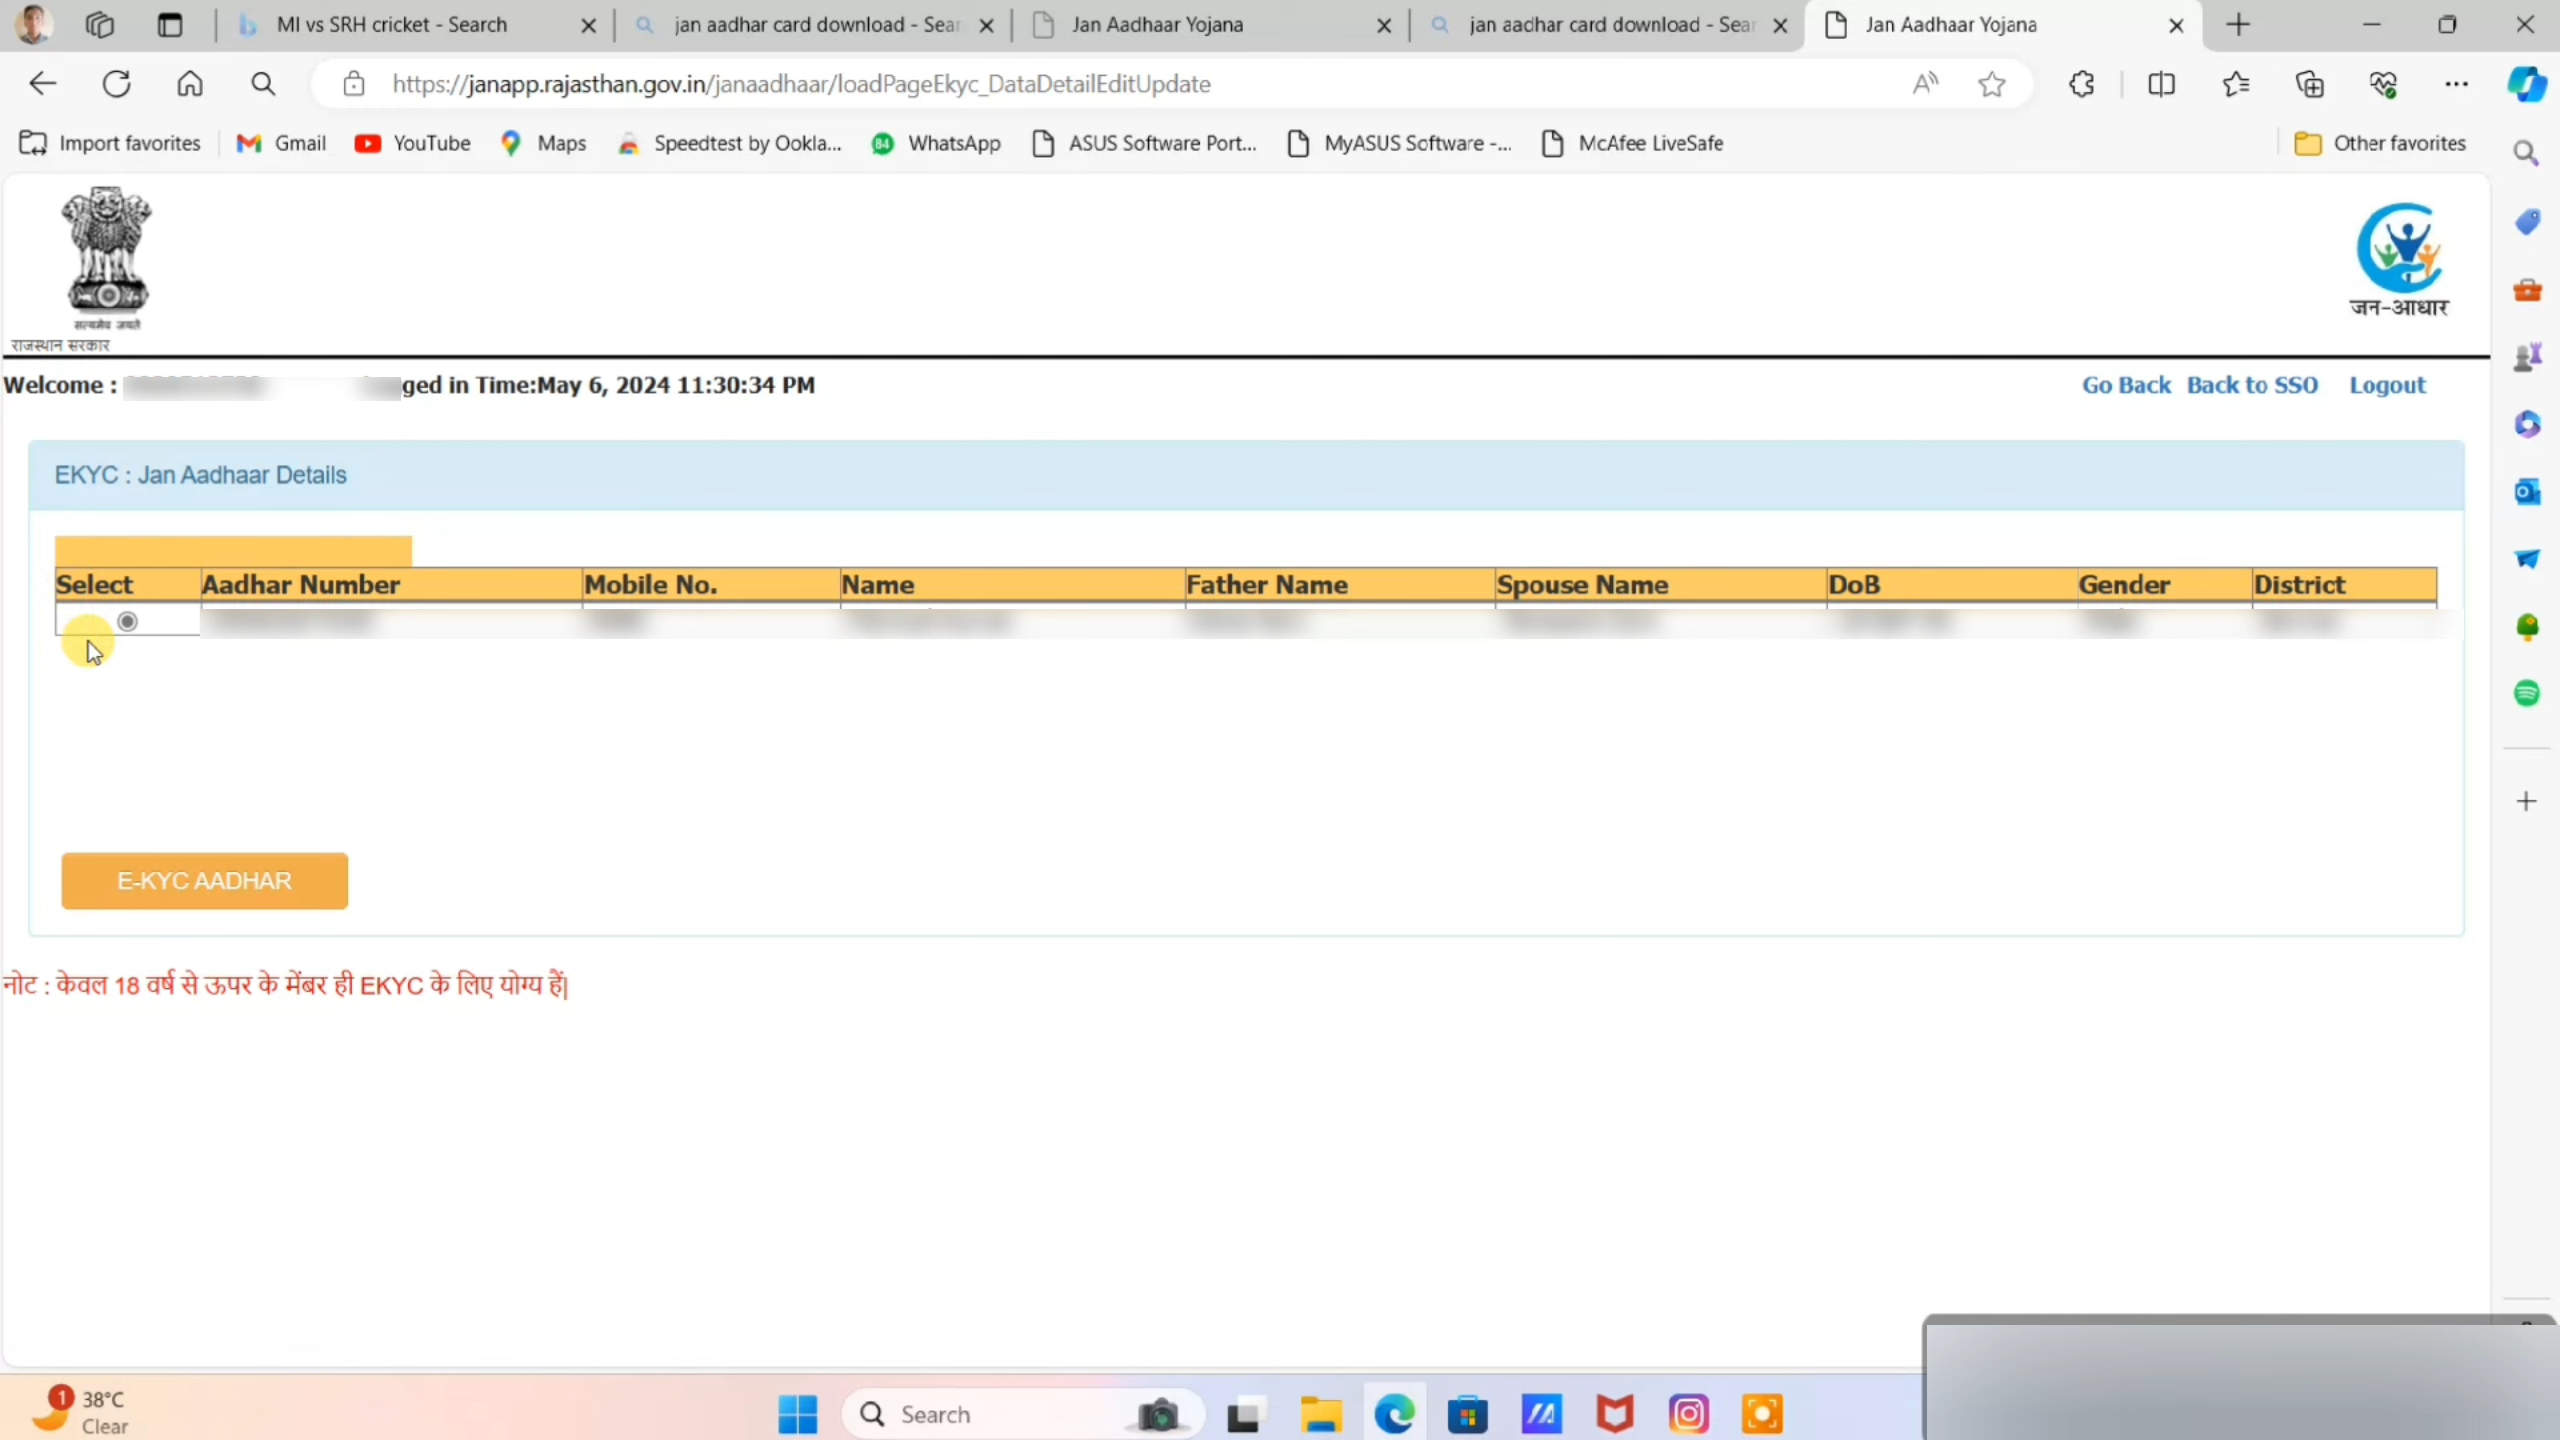 MI vs SRH cricket - Search
jan aadhar card download - Sear
Jan Aadhaar Yojana
jan aadhar card download - Sear
Jan Aadhaar Yojana
https://janapp.rajasthan.gov.in/janaadhaar/loadPageEkyc_DataDetailEditUpdate
Import favorites
Gmail
YouTube
Maps
Speedtest by Ookla...
84
WhatsApp
ASUS Software Port...
MyASUS Software -...
McAfee LiveSafe
Other favorites
सत्यमेव जयते
राजस्थान सरकार
जन-आधार
Welcome : ged in Time:May 6, 2024 11:30:34 PM
Go Back Back to SSO Logout
EKYC : Jan Aadhaar Details
Select Aadhar Number Mobile No. Name Father Name Spouse Name DoB Gender District
E-KYC AADHAR
नोट : केवल 18 वर्ष से ऊपर के मेंबर ही EKYC के लिए योग्य हैं|
1
38°C
Clear
Search